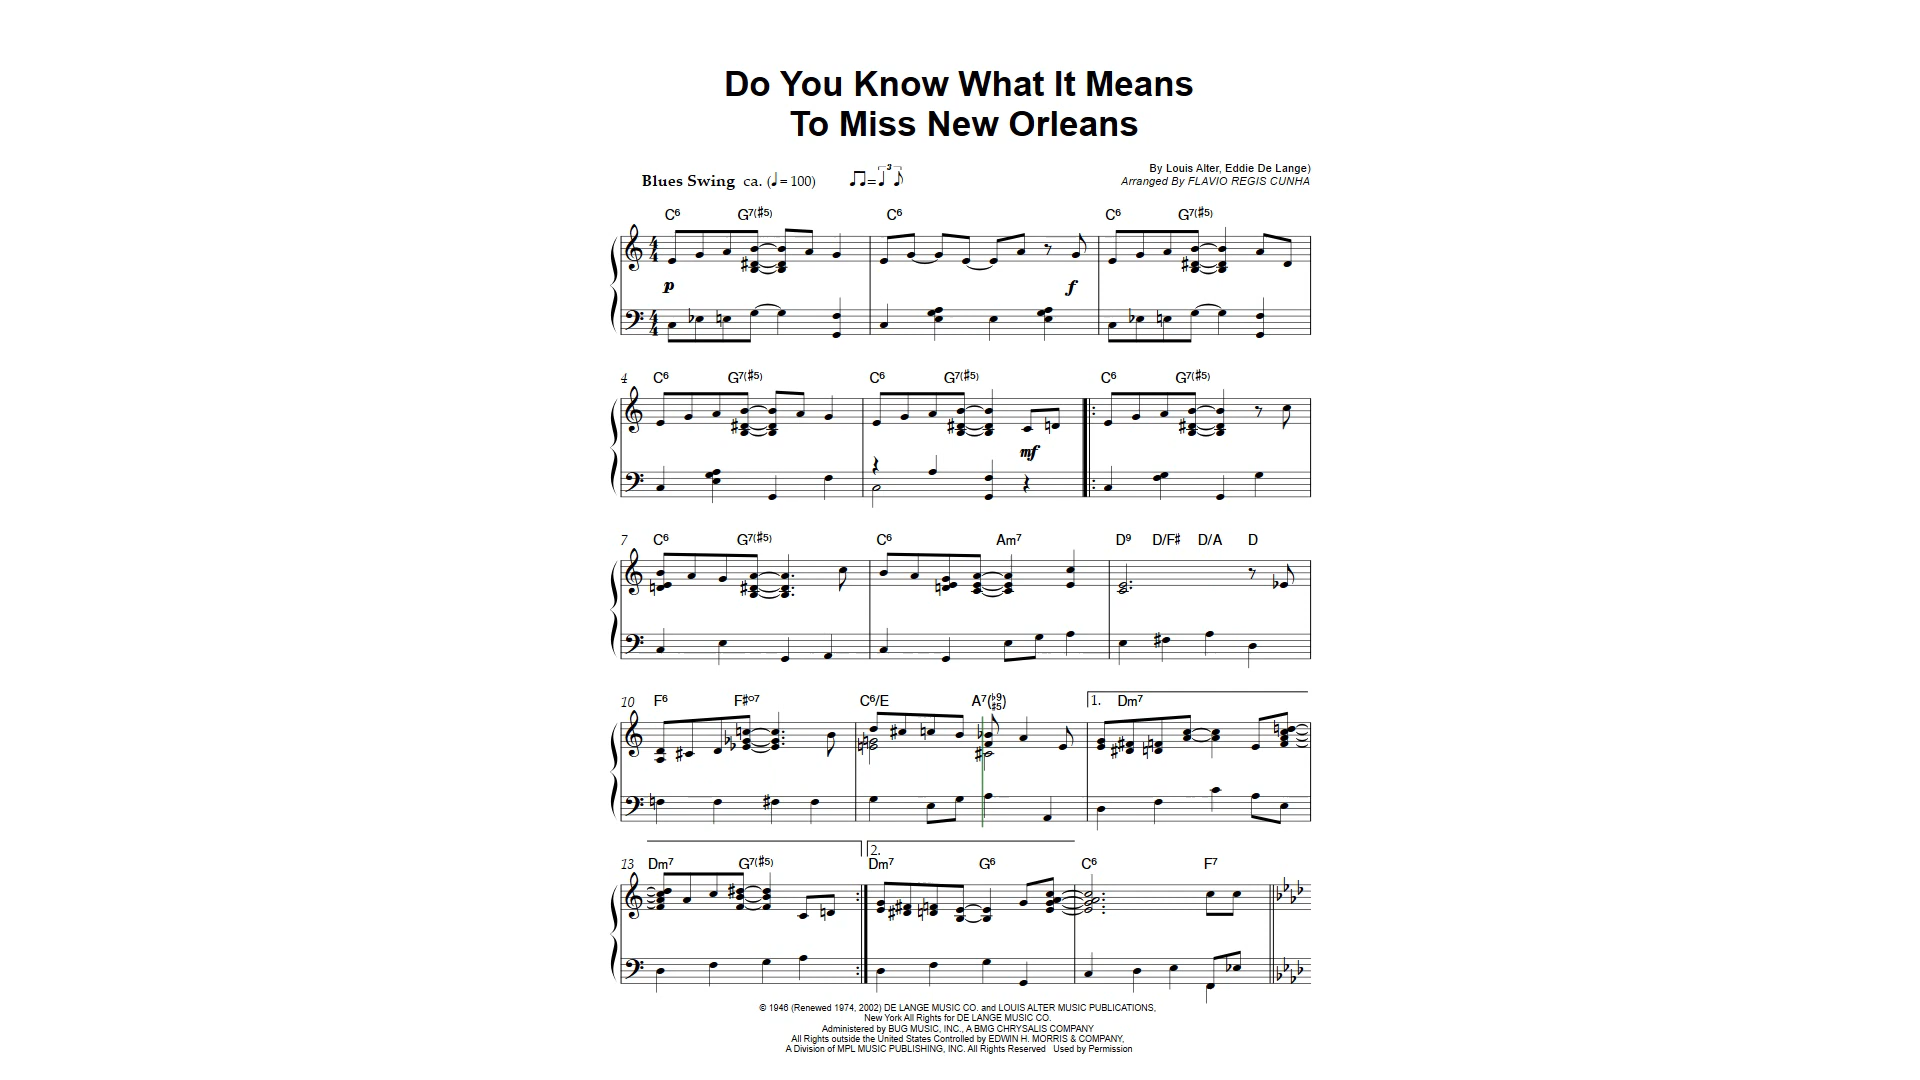 Do You Know What It Means
To Miss New Orleans
Blues Swing ca. (♩= 100) ♫=♩ ♪ 3
By Louis Alter, Eddie De Lange)
Arranged By FLAVIO REGIS CUNHA
C6 G7(#5) C6 C6 G7(#5)
4 4
p f
4 4
4 C6 G7(#5) C6 G7(#5) C6 G7(#5)
mf
7 C6 G7(#5) C6 Am7 D9 D/F# D/A D
10 F6 F#o7 C6/E A7(b9 #5) 1. Dm7
13 Dm7 G7(#5) 2. Dm7 G6 C6 F7
© 1946 (Renewed 1974, 2002) DE LANGE MUSIC CO. and LOUIS ALTER MUSIC PUBLICATIONS,
New York All Rights for DE LANGE MUSIC CO.
Administered by BUG MUSIC, INC., A BMG CHRYSALIS COMPANY
All Rights outside the United States Controlled by EDWIN H. MORRIS & COMPANY,
A Division of MPL MUSIC PUBLISHING, INC. All Rights Reserved Used by Permission